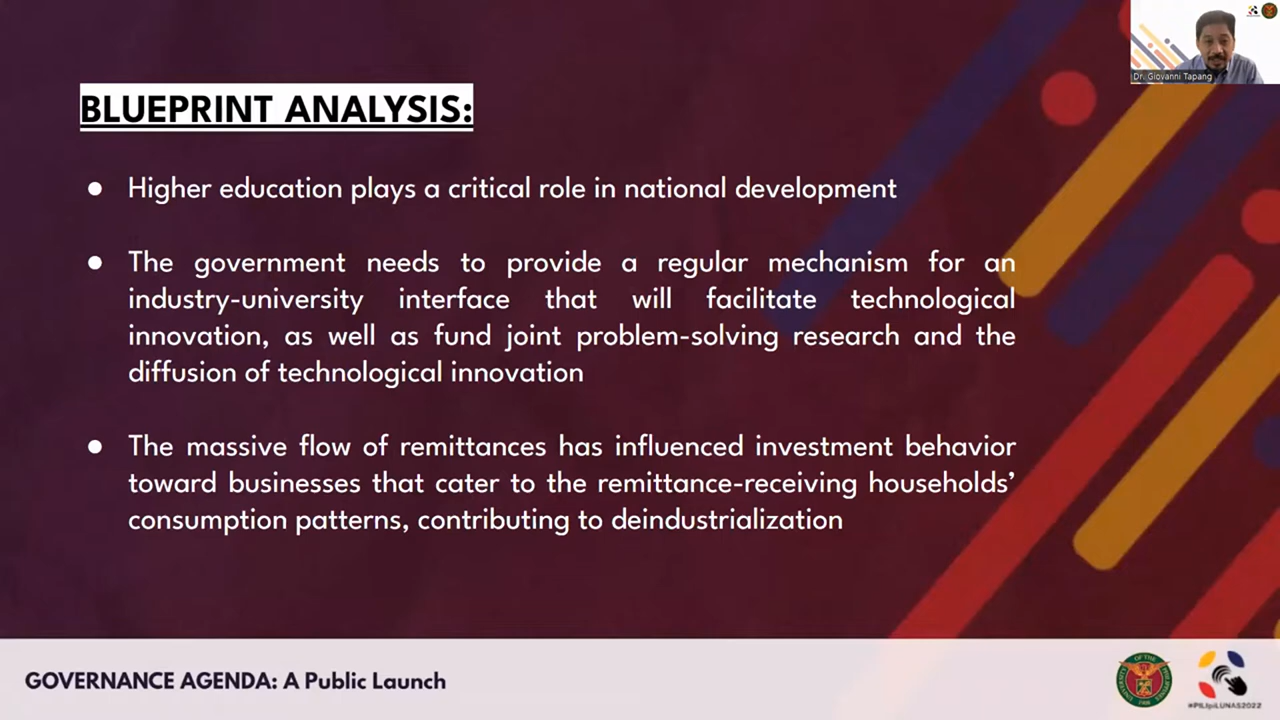 Dr. Giovanni Tapang
BLUEPRINT ANALYSIS:
● Higher education plays a critical role in national development
● The government needs to provide a regular mechanism for an
industry-university interface that will facilitate technological
innovation, as well as fund joint problem-solving research and the
diffusion of technological innovation
● The massive flow of remittances has influenced investment behavior
toward businesses that cater to the remittance-receiving households’
consumption patterns, contributing to deindustrialization
GOVERNANCE AGENDA: A Public Launch
#PILIpiLUNAS2022